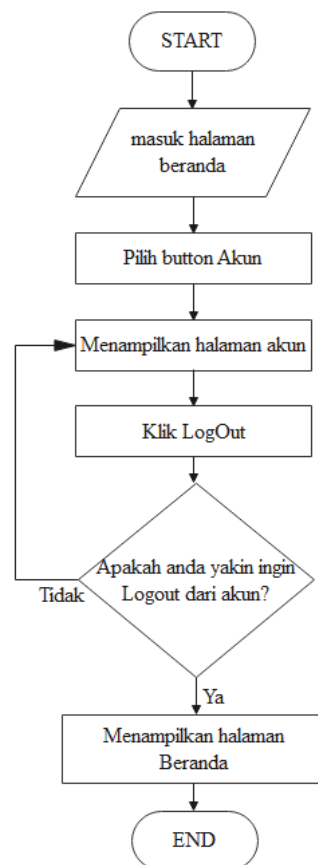 START
masuk halaman
beranda
Pilih button Akun
Menampilkan halaman akun
Klik LogOut
Apakah anda yakin ingin
Logout dari akun?
Tidak
Ya
Menampilkan halaman
Beranda
END